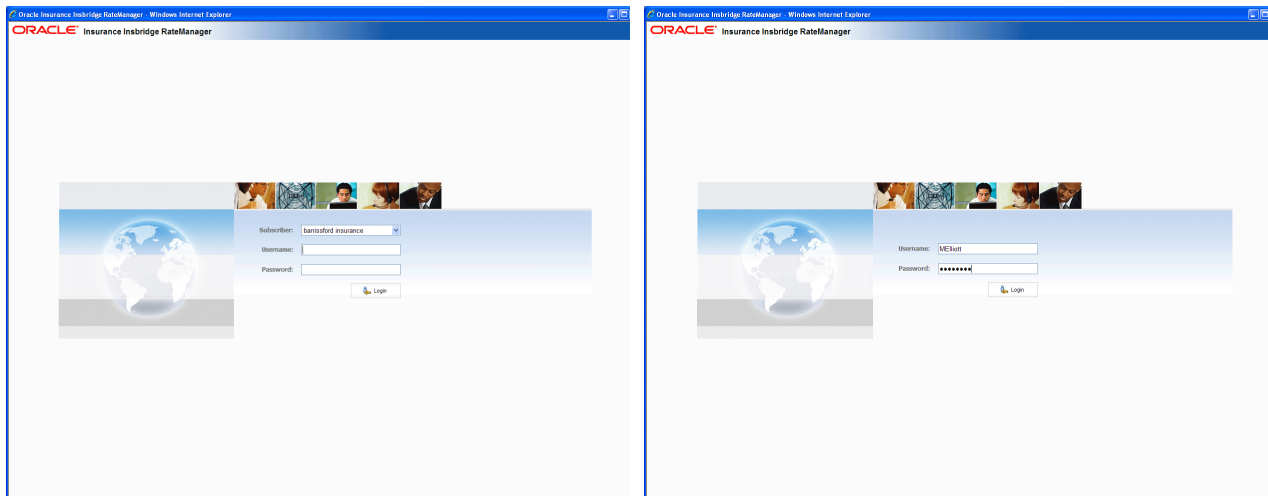 Oracle Insurance Insbridge RateManager - Windows Internet Explorer
ORACLE Insurance Insbridge RateManager
Subscriber: barrissford insurance
Username:
Password:
Login
Oracle Insurance Insbridge RateManager - Windows Internet Explorer
ORACLE Insurance Insbridge RateManager
Username: MElliott
Password: ••••••••
Login